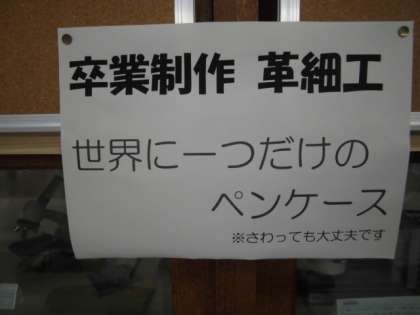 卒業制作 革細工
世界に一つだけの
ペンケース
※さわっても大丈夫です